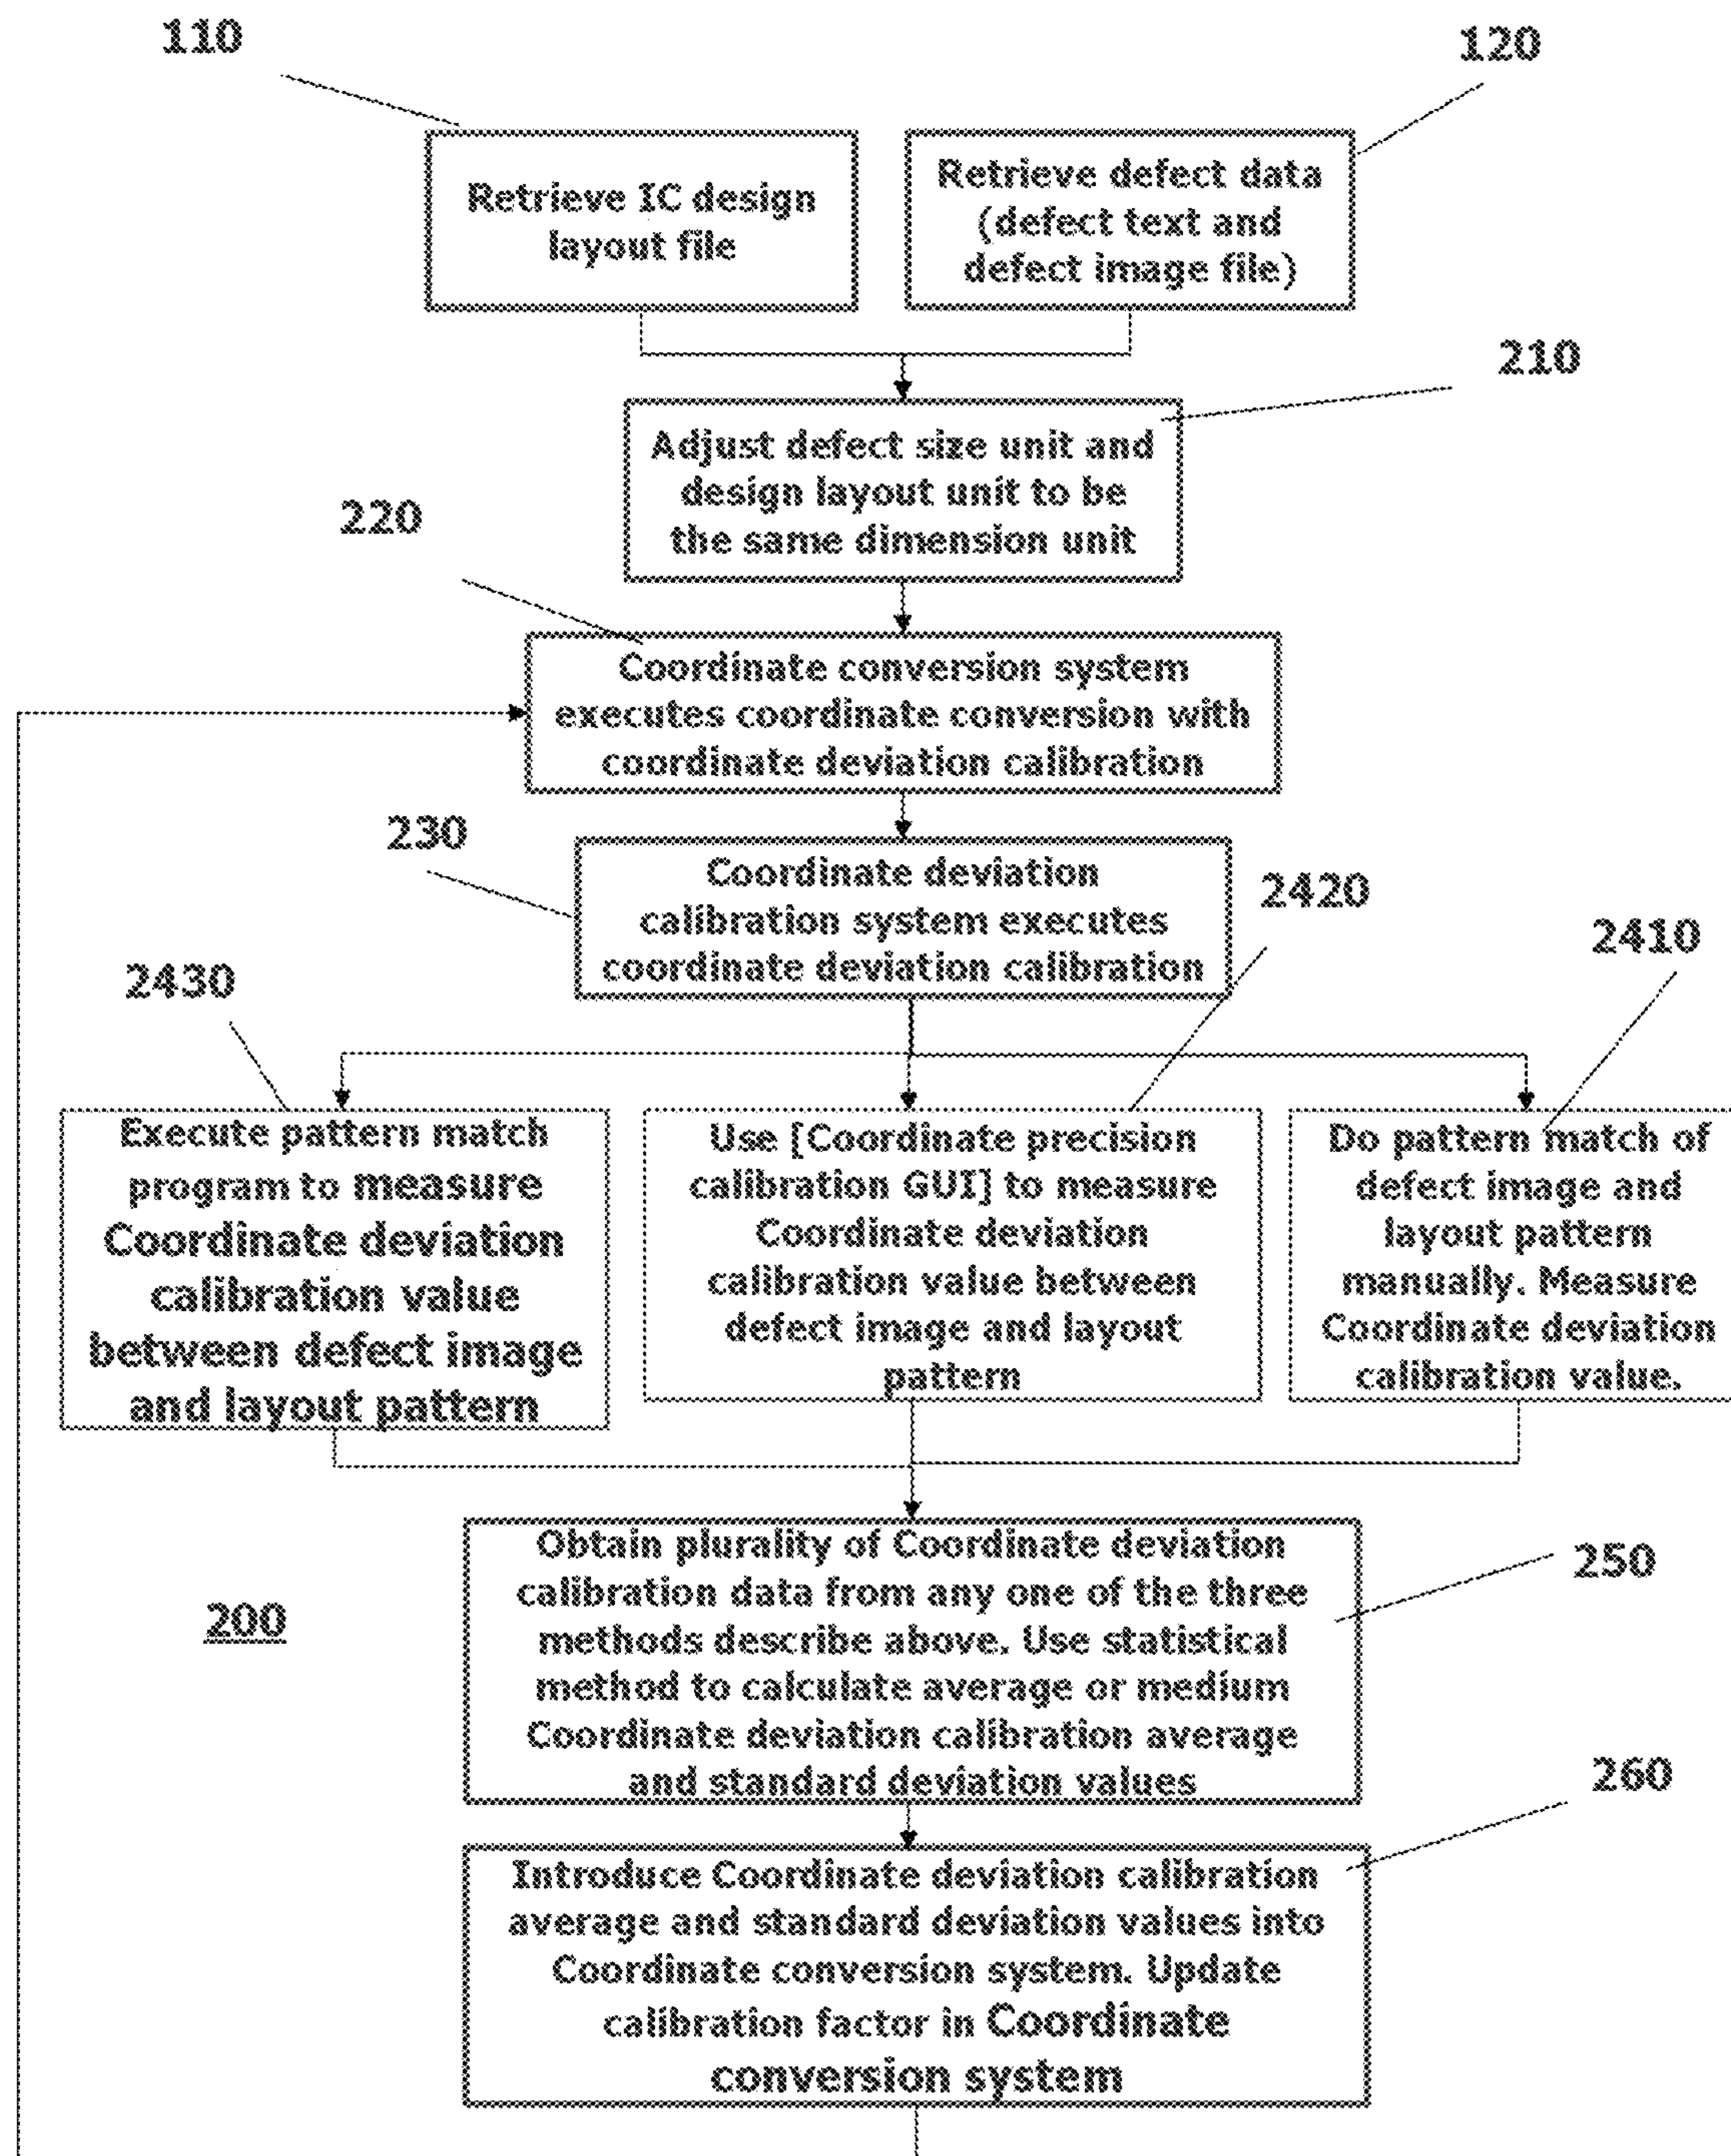 110
120
Retrieve IC design
layout file
Retrieve defect data
(defect text and
defect image file)
210
Adjust defect size unit and
design layout unit to be
the same dimension unit
220
Coordinate conversion system
executes coordinate conversion with
coordinate deviation calibration
230
Coordinate deviation
calibration system executes
coordinate deviation calibration
2420
2410
2430
Execute pattern match
program to measure
Coordinate deviation
calibration value
between defect image
and layout pattern
Use [Coordinate precision
calibration GUI] to measure
Coordinate deviation
calibration value between
defect image and layout
pattern
Do pattern match of
defect image and
layout pattern
manually. Measure
Coordinate deviation
calibration value.
Obtain plurality of Coordinate deviation
calibration data from any one of the three
methods describe above. Use statistical
method to calculate average or medium
Coordinate deviation calibration average
and standard deviation values
250
200
260
Introduce Coordinate deviation calibration
average and standard deviation values into
Coordinate conversion system. Update
calibration factor in Coordinate
conversion system